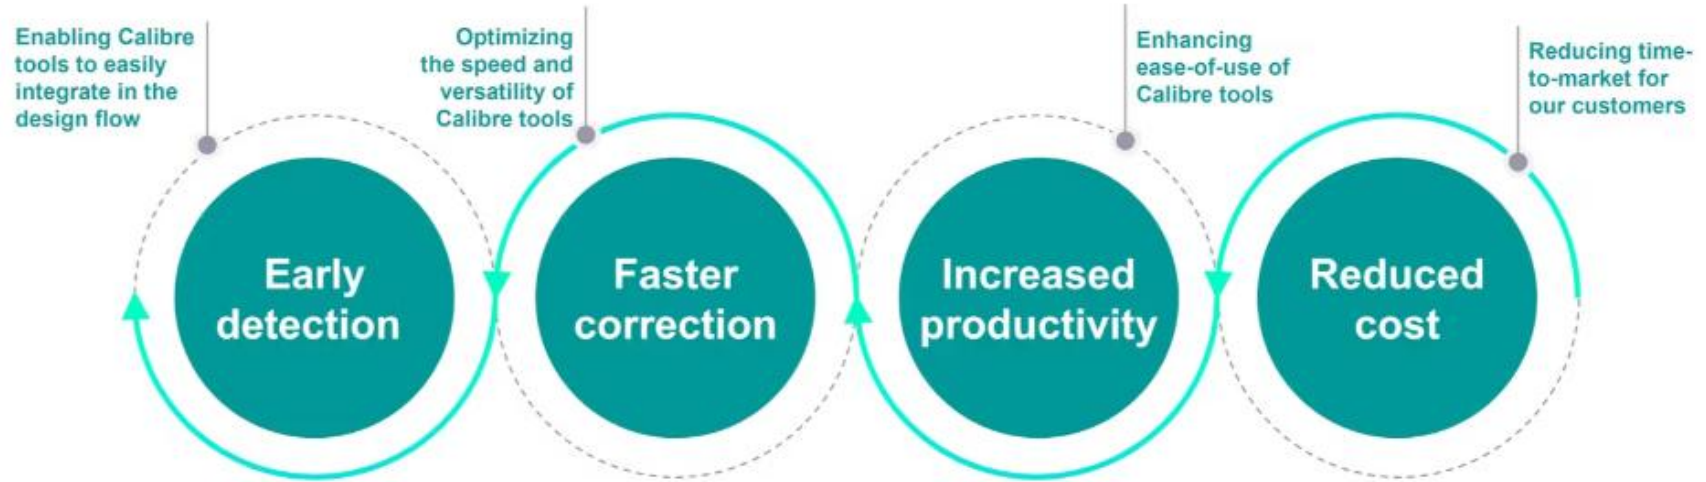 Enabling Calibre
tools to easily
integrate in the
design flow
Optimizing
the speed and
versatility of
Calibre tools
Enhancing
ease-of-use of
Calibre tools
Reducing time-
to-market for
our customers
Early
detection
Faster
correction
Increased
productivity
Reduced
cost